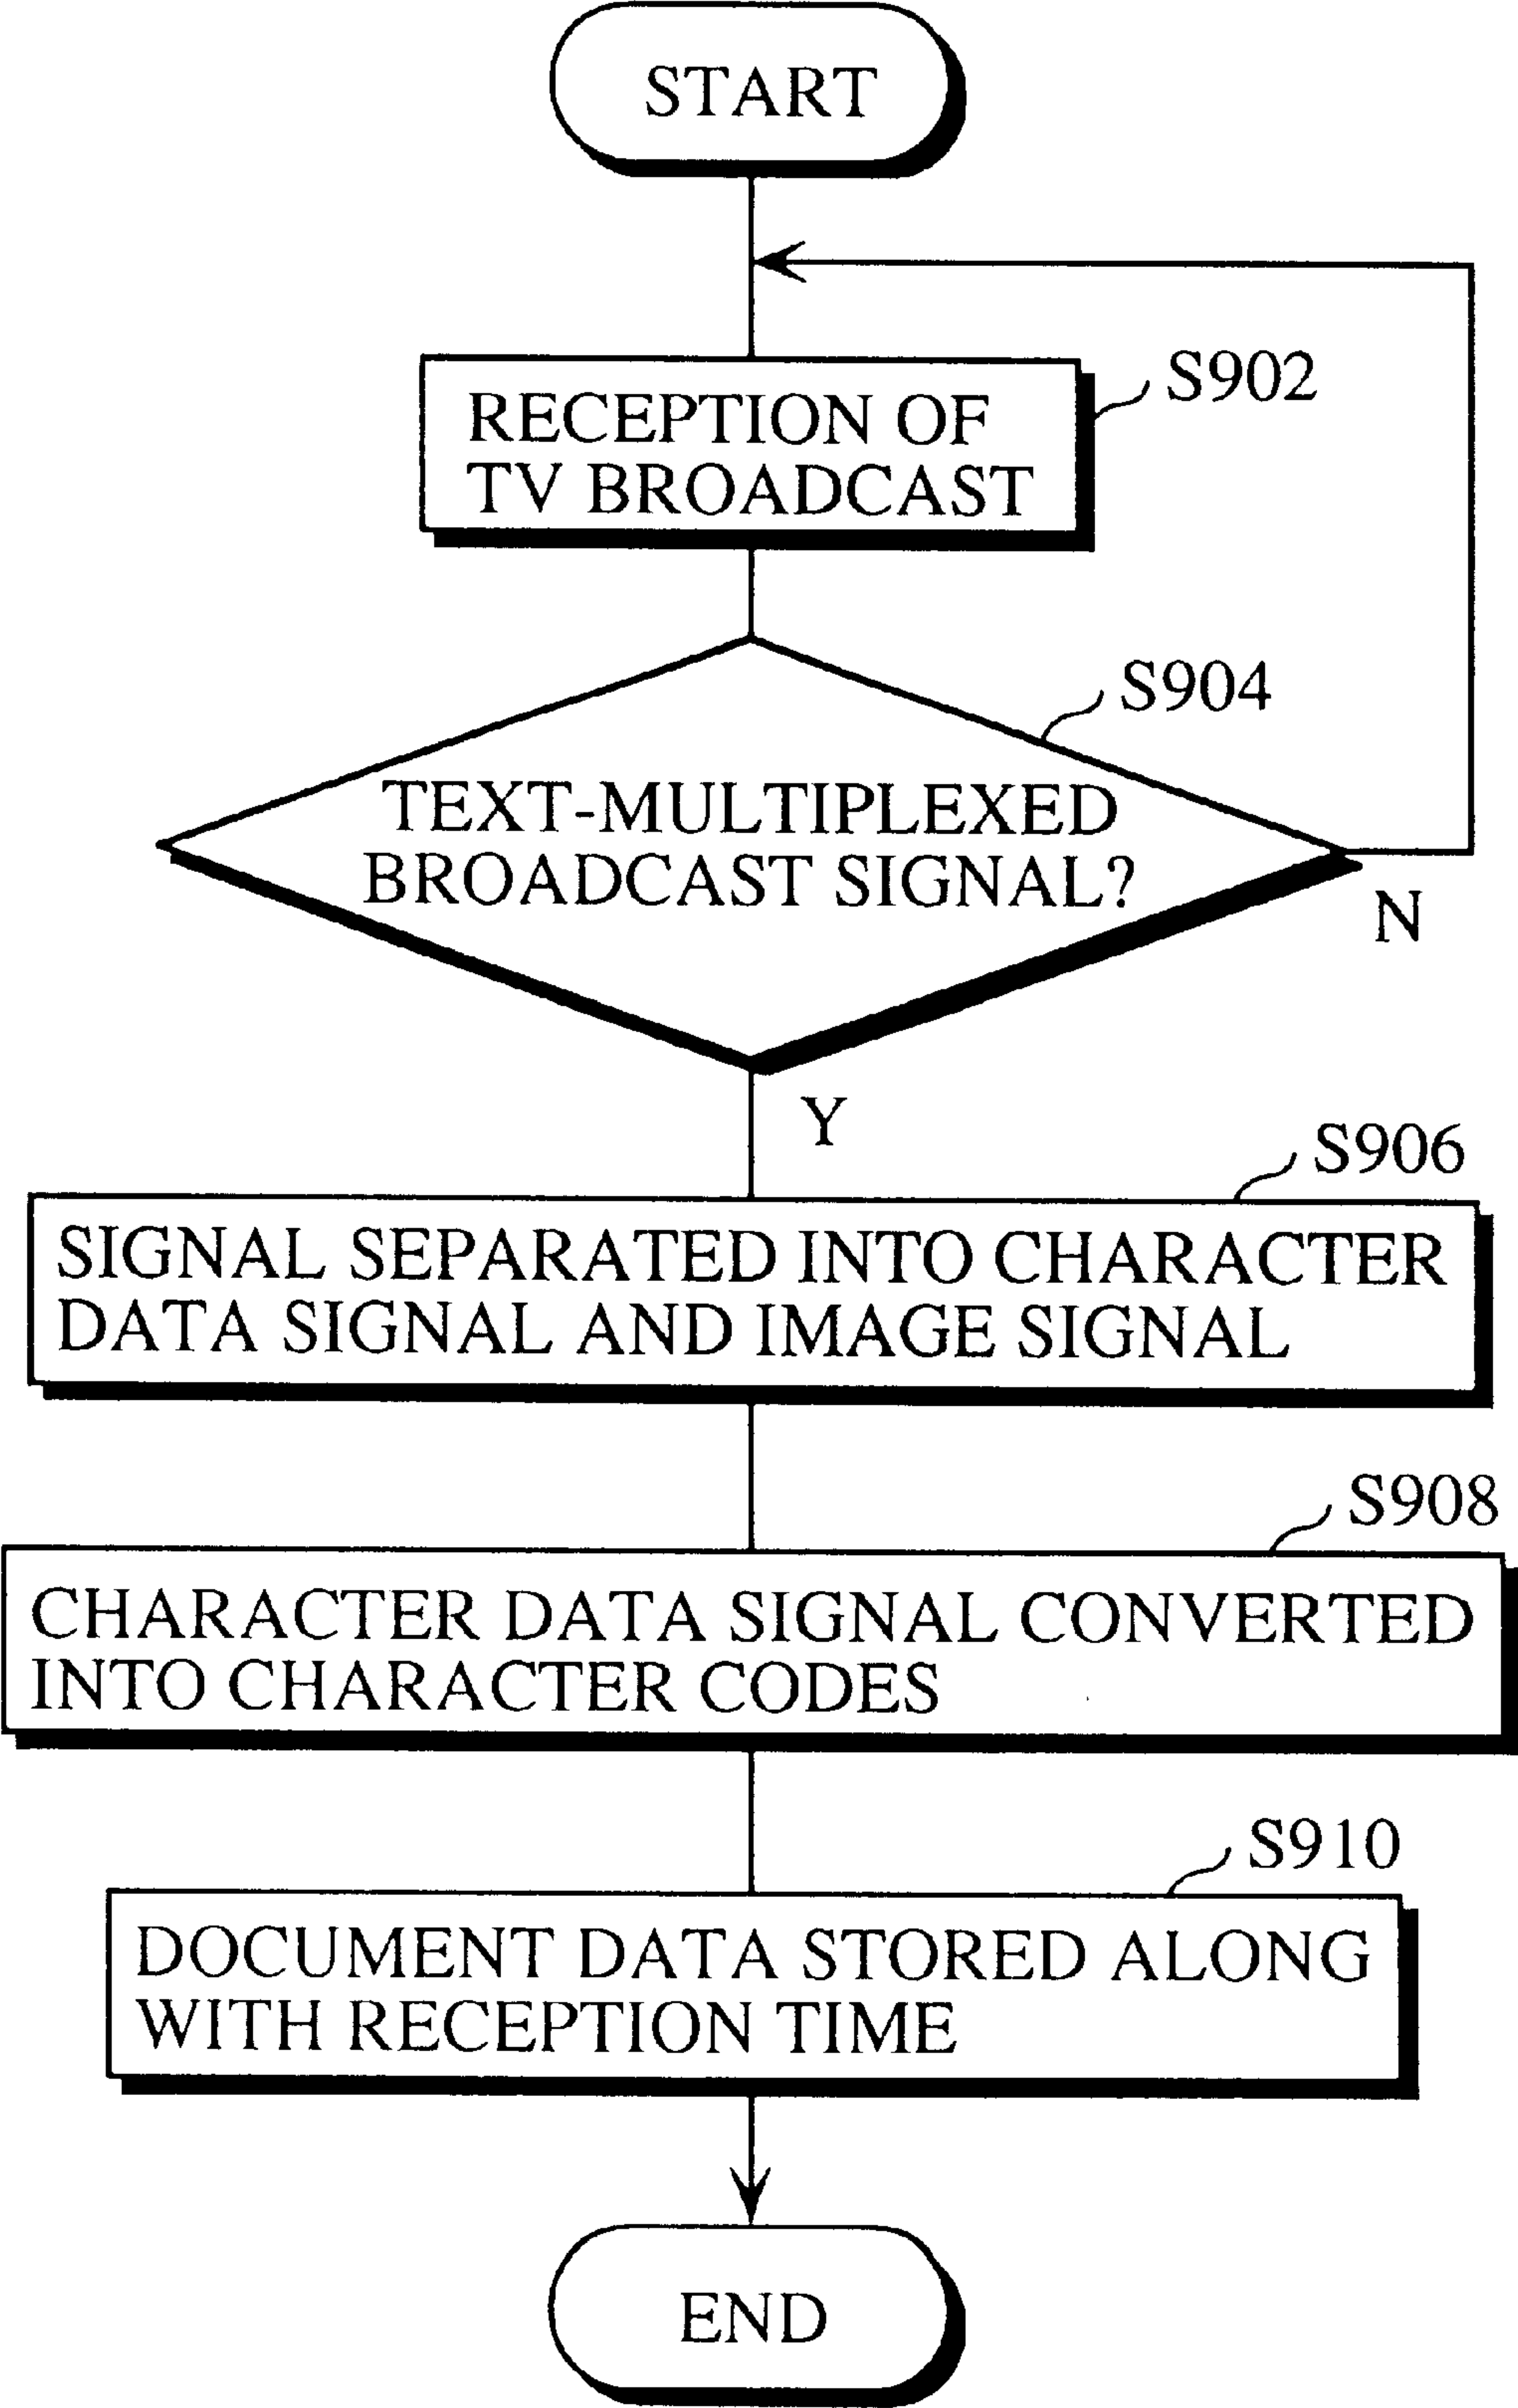 START
S902
RECEPTION OF
TV BROADCAST
S904
TEXT-MULTIPLEXED
BROADCAST SIGNAL?
N
Y
S906
SIGNAL SEPARATED INTO CHARACTER
DATA SIGNAL AND IMAGE SIGNAL
S908
CHARACTER DATA SIGNAL CONVERTED
INTO CHARACTER CODES
S910
DOCUMENT DATA STORED ALONG
WITH RECEPTION TIME
END